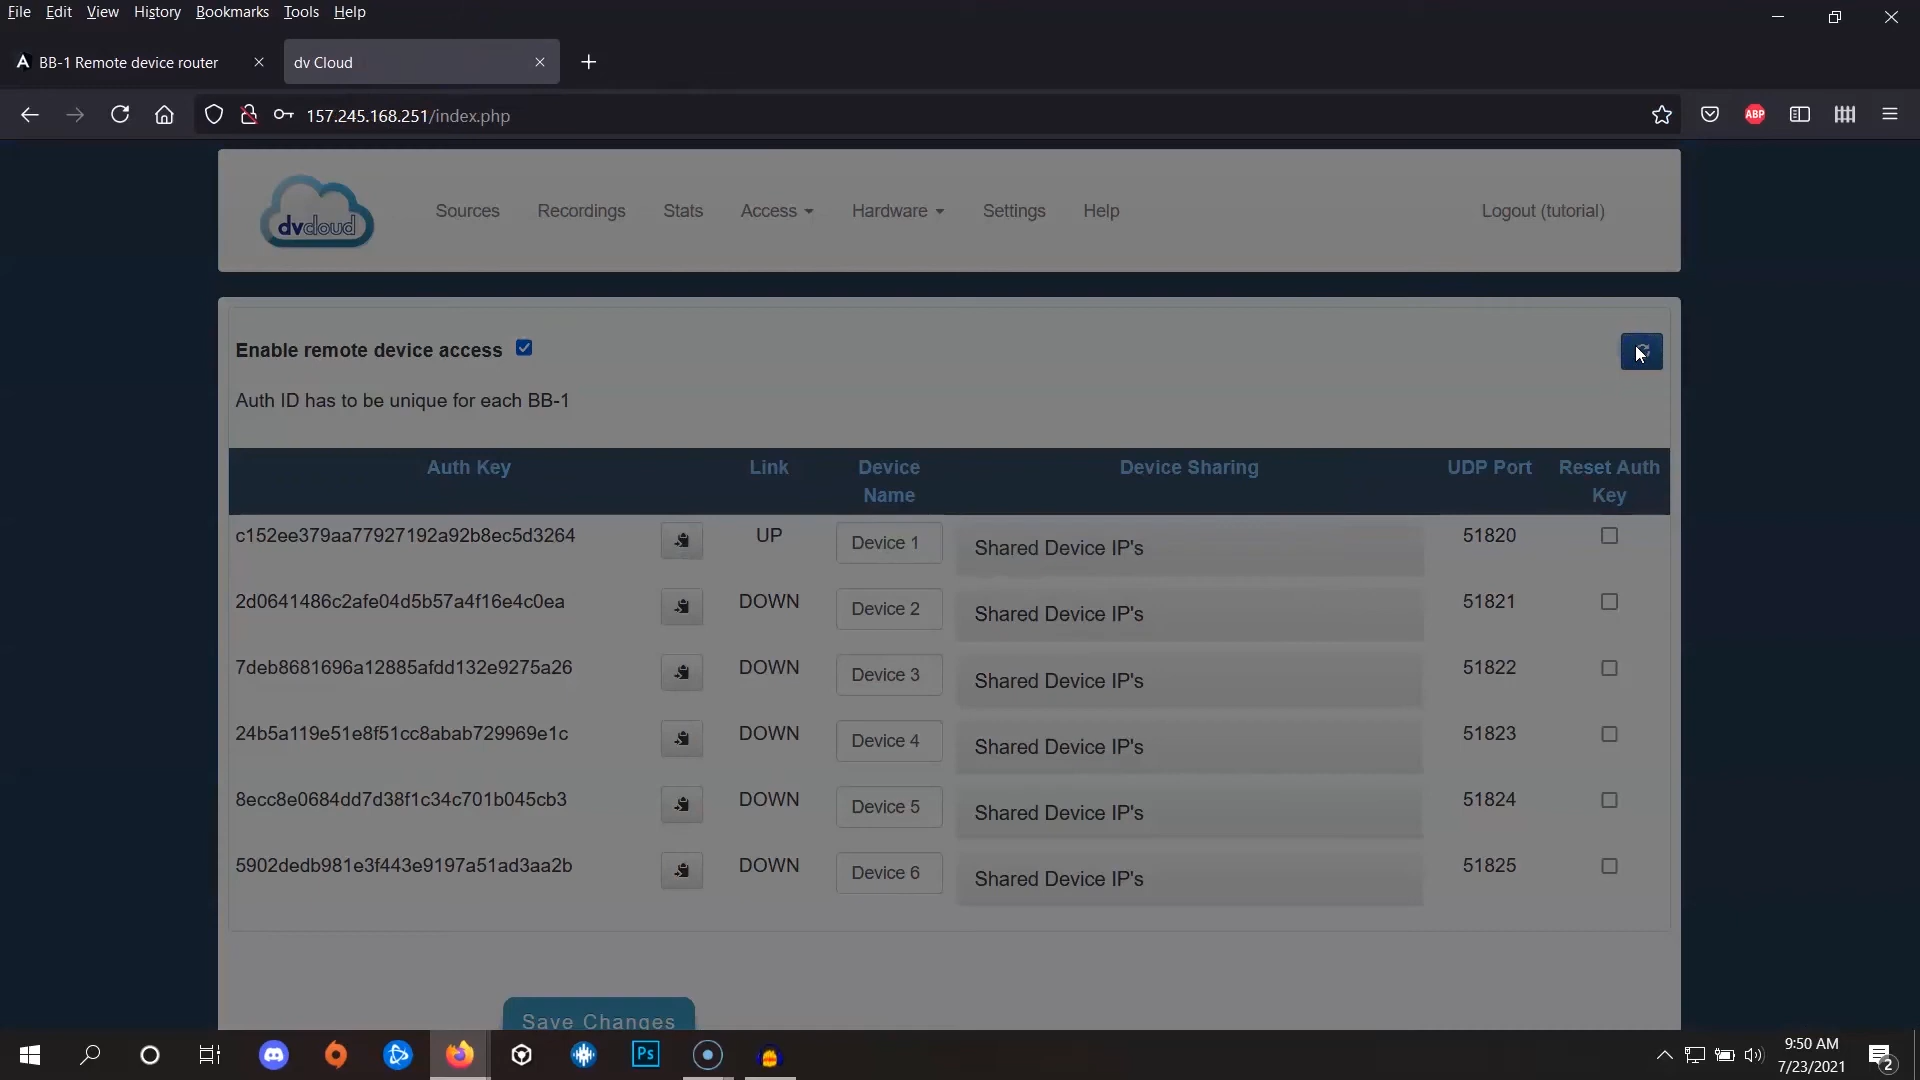 File Edit View History Bookmarks Tools Help
BB-1 Remote device router
dv Cloud
157.245.168.251/index.php
ABP
dvcloud
Sources Recordings Stats Access Hardware Settings Help Logout (tutorial)
Enable remote device access
Auth ID has to be unique for each BB-1
Auth Key Link Device Name Device Sharing UDP Port Reset Auth Key
c152ee379aa77927192a92b8ec5d3264 UP Device 1 Shared Device IP's 51820
2d0641486c2afe04d5b57a4f16e4c0ea DOWN Device 2 Shared Device IP's 51821
7deb8681696a12885afdd132e9275a26 DOWN Device 3 Shared Device IP's 51822
24b5a119e51e8f51cc8abab729969e1c DOWN Device 4 Shared Device IP's 51823
8ecc8e0684dd7d38f1c34c701b045cb3 DOWN Device 5 Shared Device IP's 51824
5902dedb981e3f443e9197a51ad3aa2b DOWN Device 6 Shared Device IP's 51825
Save Changes
Ps
9:50 AM
7/23/2021
2